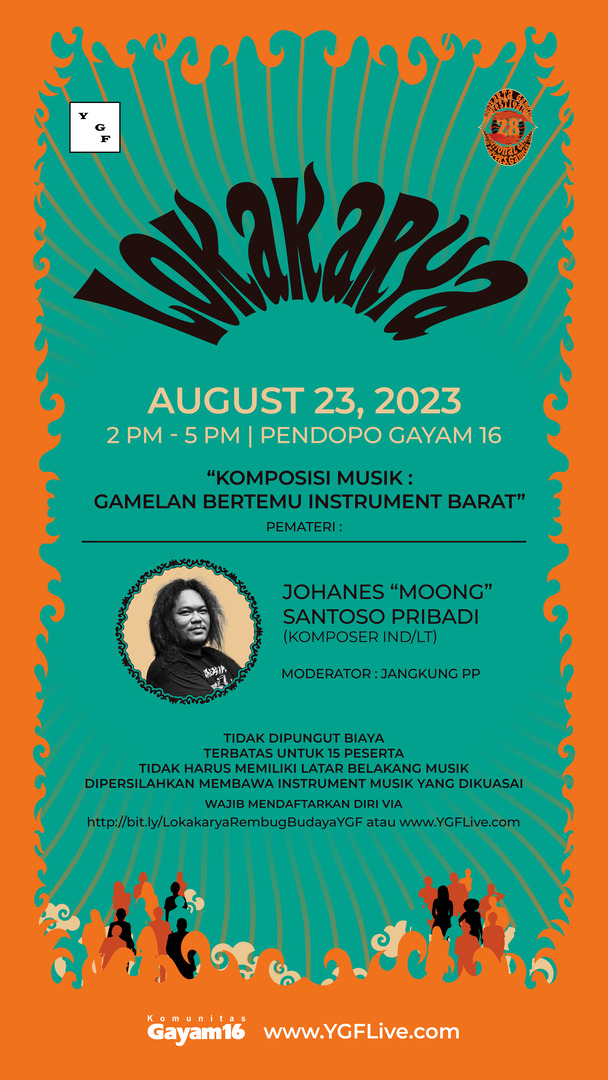 Y
G
F
28
LOKAKARYA
AUGUST 23, 2023
2 PM - 5 PM | PENDOPO GAYAM 16
“KOMPOSISI MUSIK :
GAMELAN BERTEMU INSTRUMENT BARAT”
PEMATERI :
JOHANES “MOONG”
SANTOSO PRIBADI
(KOMPOSER IND/LT)
MODERATOR : JANGKUNG PP
TIDAK DIPUNGUT BIAYA
TERBATAS UNTUK 15 PESERTA
TIDAK HARUS MEMILIKI LATAR BELAKANG MUSIK
DIPERSILAHKAN MEMBAWA INSTRUMENT MUSIK YANG DIKUASAI
WAJIB MENDAFTARKAN DIRI VIA
http://bit.ly/LokakaryaRembugBudayaYGF atau www.YGFLive.com
Komunitas
Gayam16 www.YGFLive.com